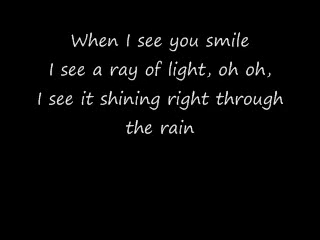 When I see you smile
I see a ray of light, oh oh,
I see it shining right through
the rain